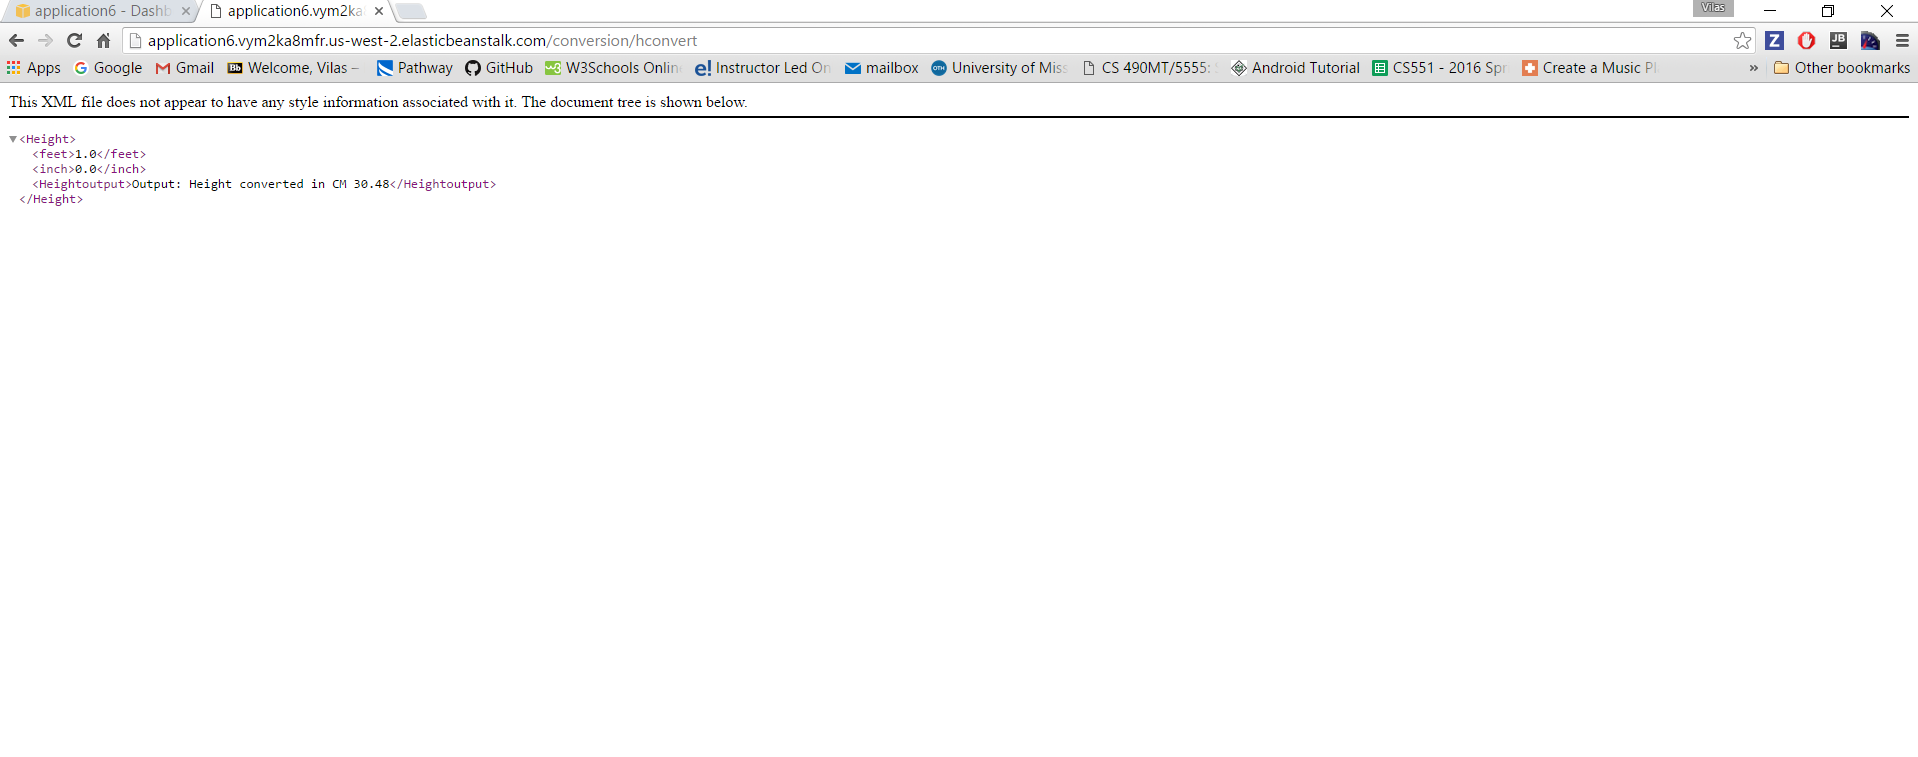 application6 - Dashb
application6.vym2ka
Vilas
application6.vym2ka8mfr.us-west-2.elasticbeanstalk.com/conversion/hconvert
Z
JB
Apps Google Gmail Bb Welcome, Vilas – Pathway GitHub w3 W3Schools Onlin e! Instructor Led On mailbox OTH University of Miss CS 490MT/5555: Android Tutorial CS551 - 2016 Spr Create a Music Pl » Other bookmarks
This XML file does not appear to have any style information associated with it. The document tree is shown below.
▼<Height>
<feet>1.0</feet>
<inch>0.0</inch>
<Heightoutput>Output: Height converted in CM 30.48</Heightoutput>
</Height>